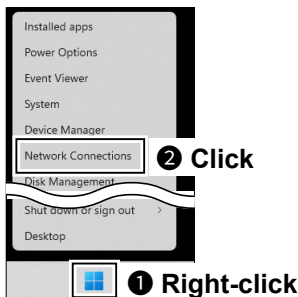 Installed apps
Power Options
Event Viewer
System
Device Manager
Network Connections
❷ Click
Disk Management
Shut down or sign out >
Desktop
❶ Right-click